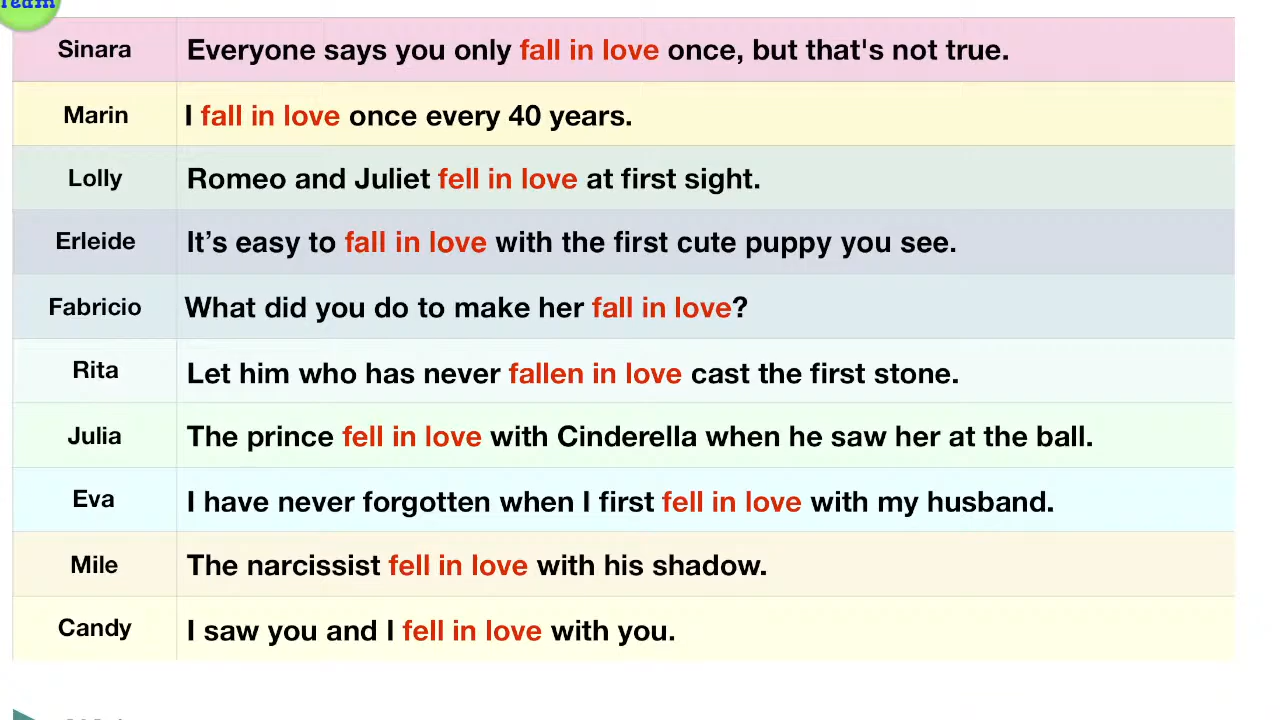 Team
Sinara Everyone says you only fall in love once, but that's not true.
Marin I fall in love once every 40 years.
Lolly Romeo and Juliet fell in love at first sight.
Erleide It’s easy to fall in love with the first cute puppy you see.
Fabricio What did you do to make her fall in love?
Rita Let him who has never fallen in love cast the first stone.
Julia The prince fell in love with Cinderella when he saw her at the ball.
Eva I have never forgotten when I first fell in love with my husband.
Mile The narcissist fell in love with his shadow.
Candy I saw you and I fell in love with you.